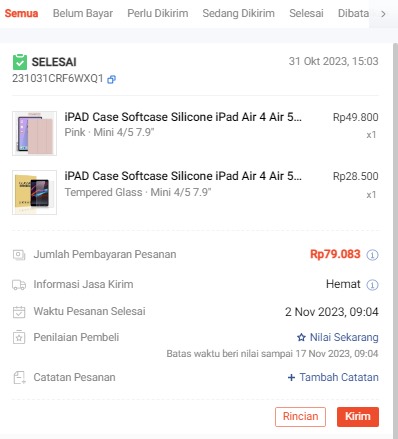 Semua Belum Bayar Perlu Dikirim Sedang Dikirim Selesai Dibata
SELESAI 31 Okt 2023, 15:03
231031CRF6WXQ1
iPAD Case Softcase Silicone iPad Air 4 Air 5... Rp49.800
Pink · Mini 4/5 7.9" x1
iPAD Case Softcase Silicone iPad Air 4 Air 5... Rp28.500
Tempered Glass · Mini 4/5 7.9" x1
Jumlah Pembayaran Pesanan Rp79.083
Informasi Jasa Kirim Hemat
Waktu Pesanan Selesai 2 Nov 2023, 09:04
Penilaian Pembeli Nilai Sekarang
Batas waktu beri nilai sampai 17 Nov 2023, 09:04
Catatan Pesanan + Tambah Catatan
Rincian Kirim